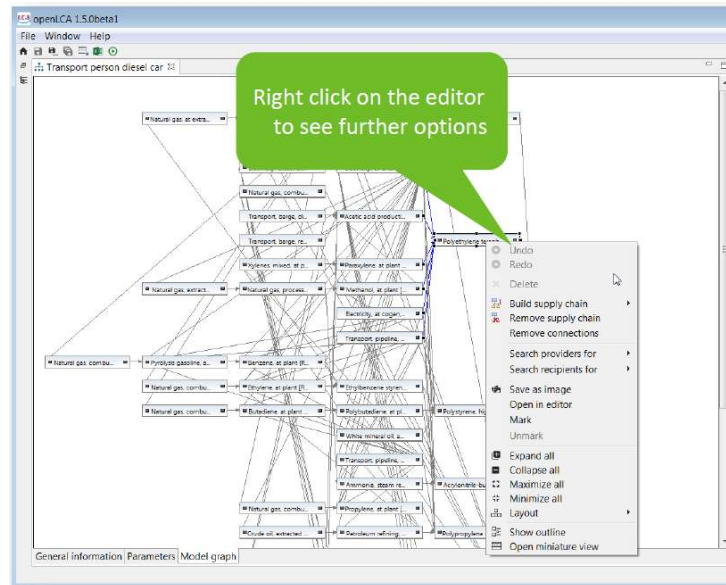 openLCA 1.5.0beta1
File Window Help
Transport person diesel car
Right click on the editor
to see further options
Natural gas, at extra...
Natural gas, combu...
Transport, barge, di...
Acetic acid product...
Transport, barge, re...
Polyethylene tereph
Xylenes, mixed, at p...
Paraxylene, at plant
Natural gas, extract...
Natural gas, process...
Methanol, at plant
Electricity, at cogen,...
Transport, pipeline, ...
Natural gas, combu...
Pyrolysis gasoline, a...
Benzene, at plant [R...
Natural gas, combu...
Ethylene, at plant [R...
Ethylbenzene styren...
Natural gas, combu...
Butadiene, at plant
Polybutadiene, at pl...
Polystyrene, hig
White mineral oil, a...
Transport, pipeline, ...
Ammonia, steam re...
Acrylonitrile-bu
Natural gas, combu...
Propylene, at plant
Crude oil, extracted
Petroleum refining,
Polypropylene
Undo
Redo
Delete
Build supply chain
Remove supply chain
Remove connections
Search providers for
Search recipients for
Save as image
Open in editor
Mark
Unmark
Expand all
Collapse all
Maximize all
Minimize all
Layout
Show outline
Open miniature view
General information Parameters Model graph